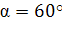 α = 60°